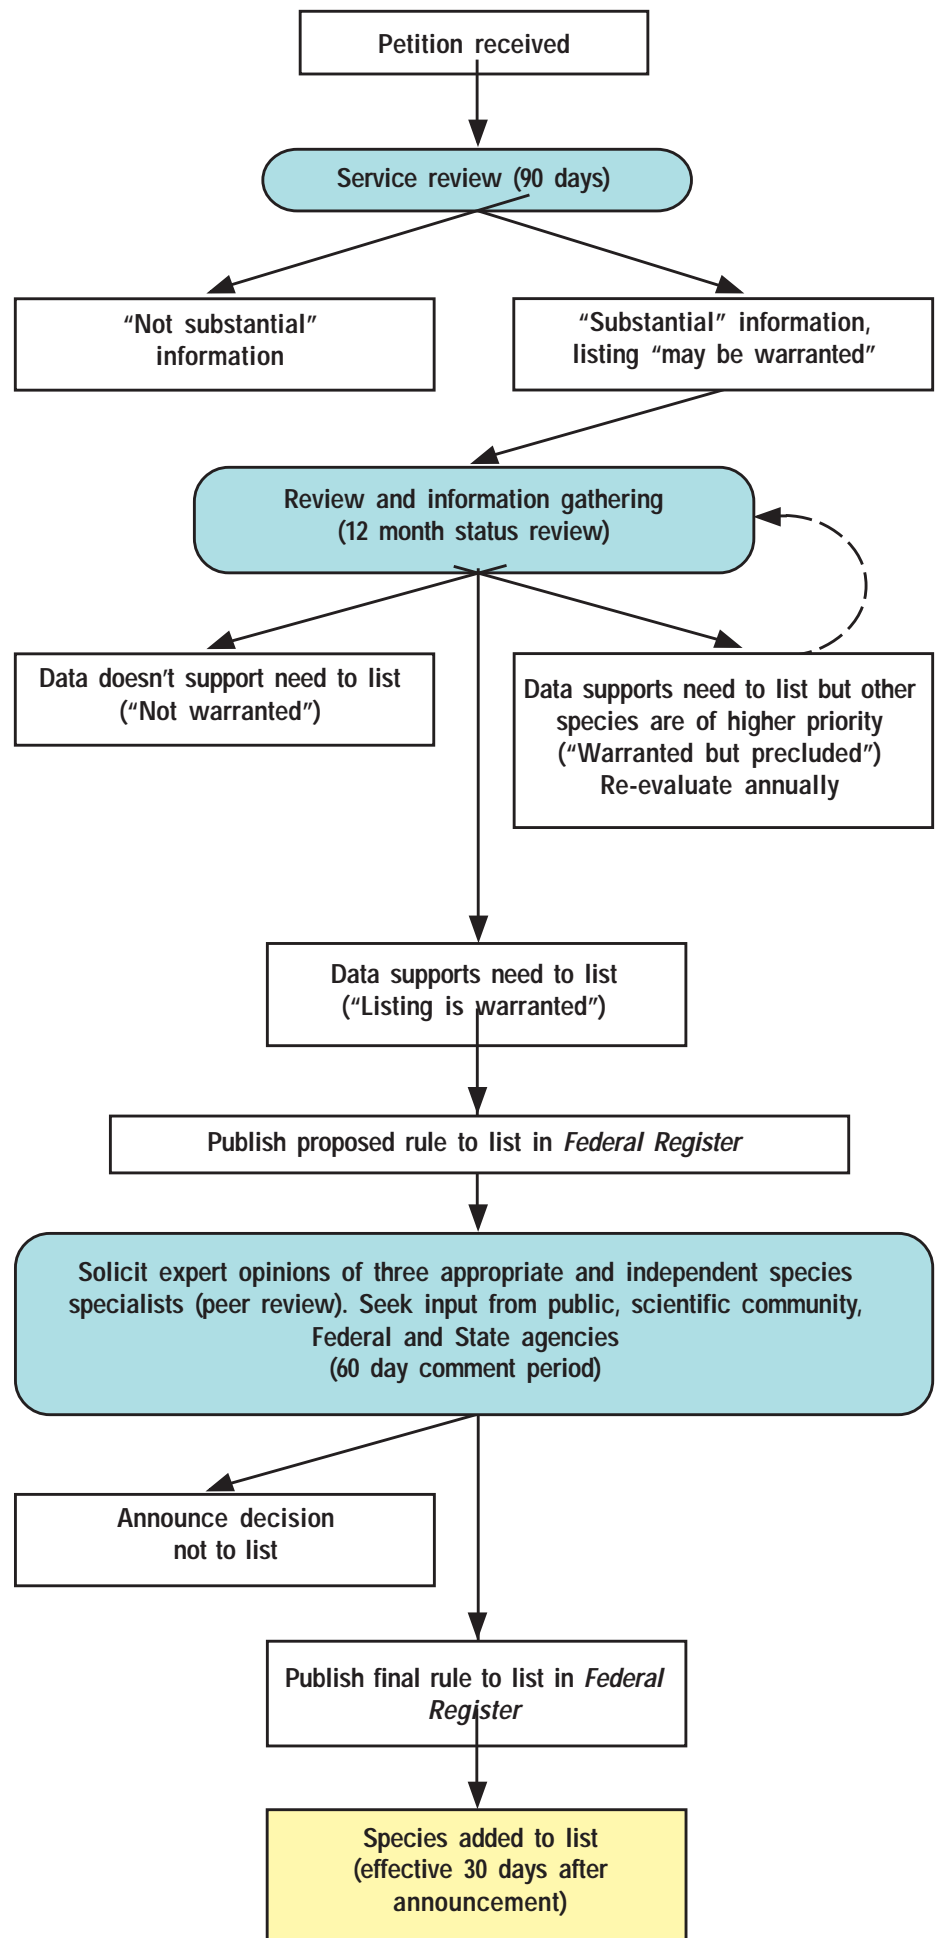 Petition received
Service review (90 days)
“Not substantial”
information
“Substantial” information,
listing “may be warranted”
Review and information gathering
(12 month status review)
Data doesn't support need to list
(“Not warranted”)
Data supports need to list but other
species are of higher priority
(“Warranted but precluded”)
Re-evaluate annually
Data supports need to list
(“Listing is warranted”)
Publish proposed rule to list in Federal Register
Solicit expert opinions of three appropriate and independent species
specialists (peer review). Seek input from public, scientific community,
Federal and State agencies
(60 day comment period)
Announce decision
not to list
Publish final rule to list in Federal
Register
Species added to list
(effective 30 days after
announcement)